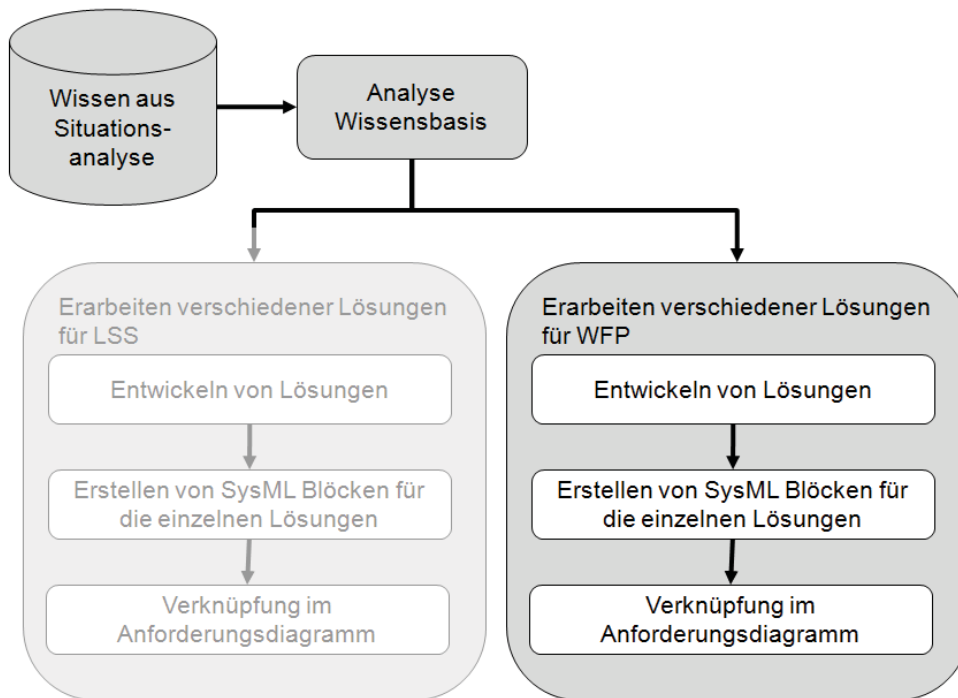 Wissen aus
Situations-
analyse
Analyse
Wissensbasis
Erarbeiten verschiedener Lösungen
für LSS
Entwickeln von Lösungen
Erstellen von SysML Blöcken für
die einzelnen Lösungen
Verknüpfung im
Anforderungsdiagramm
Erarbeiten verschiedener Lösungen
für WFP
Entwickeln von Lösungen
Erstellen von SysML Blöcken für
die einzelnen Lösungen
Verknüpfung im
Anforderungsdiagramm